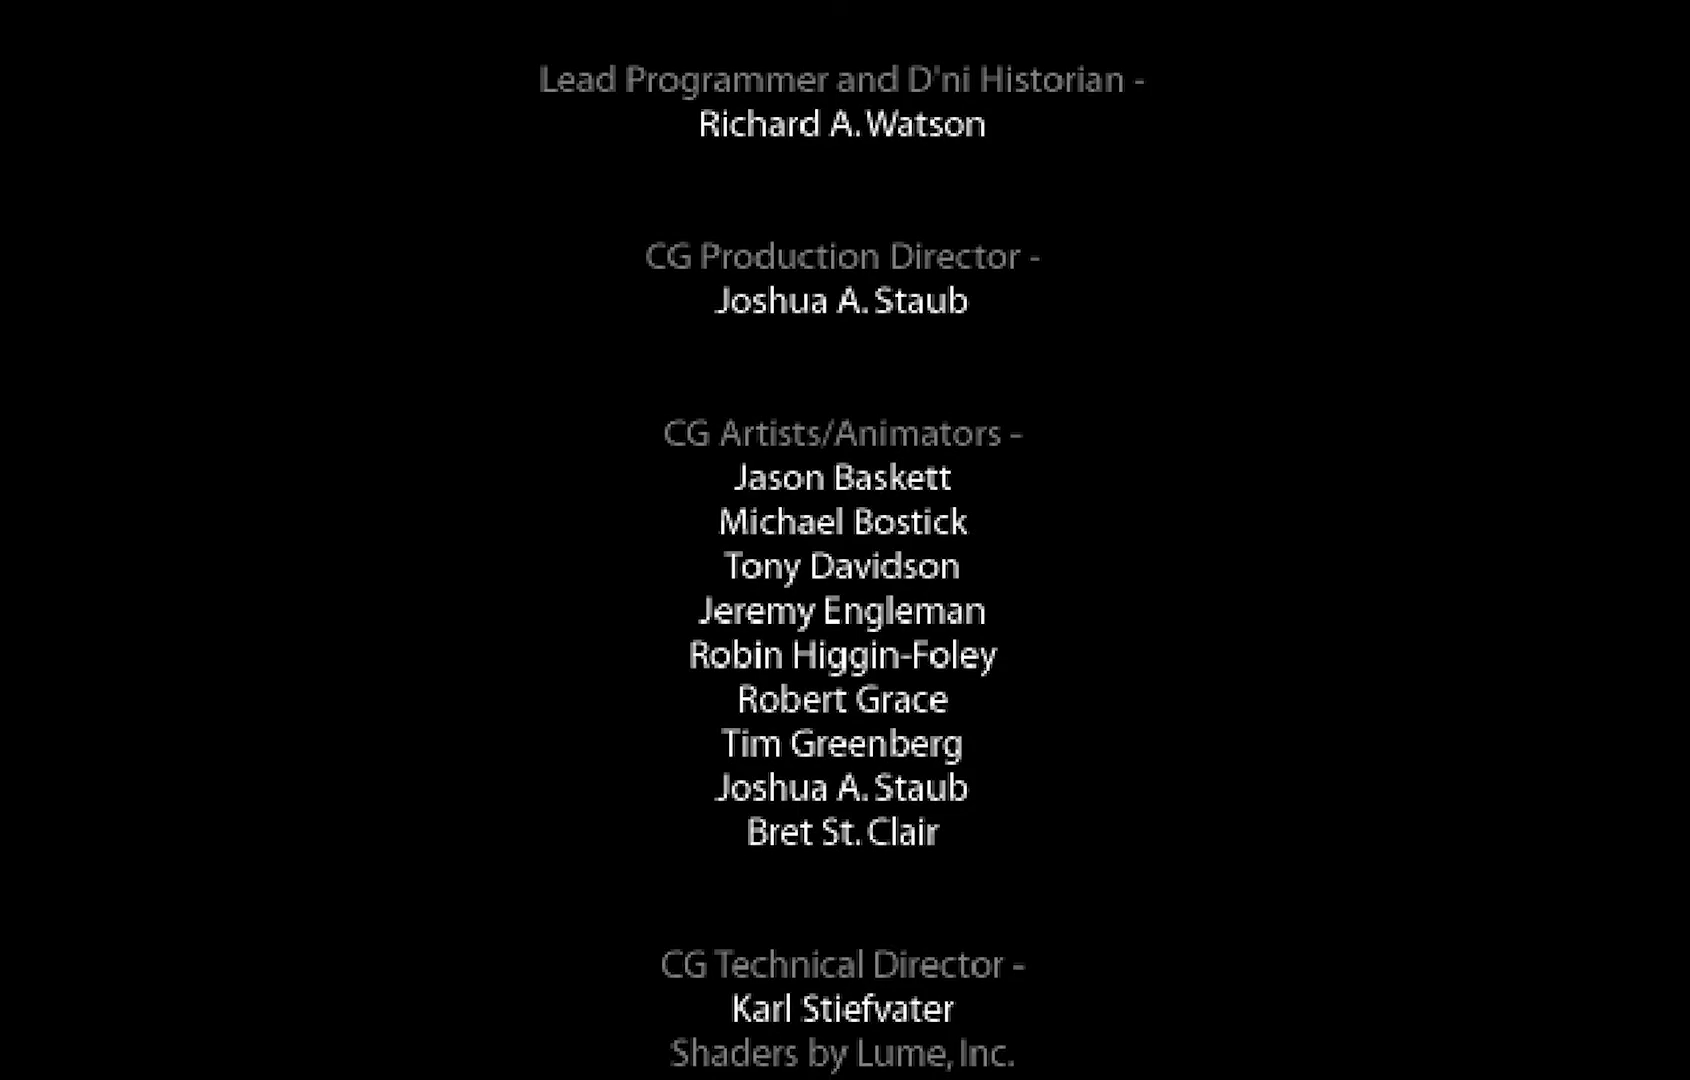 Lead Programmer and D'ni Historian -
Richard A. Watson
CG Production Director -
Joshua A. Staub
CG Artists/Animators -
Jason Baskett
Michael Bostick
Tony Davidson
Jeremy Engleman
Robin Higgin-Foley
Robert Grace
Tim Greenberg
Joshua A. Staub
Bret St. Clair
CG Technical Director -
Karl Stiefvater
Shaders by Lume, Inc.